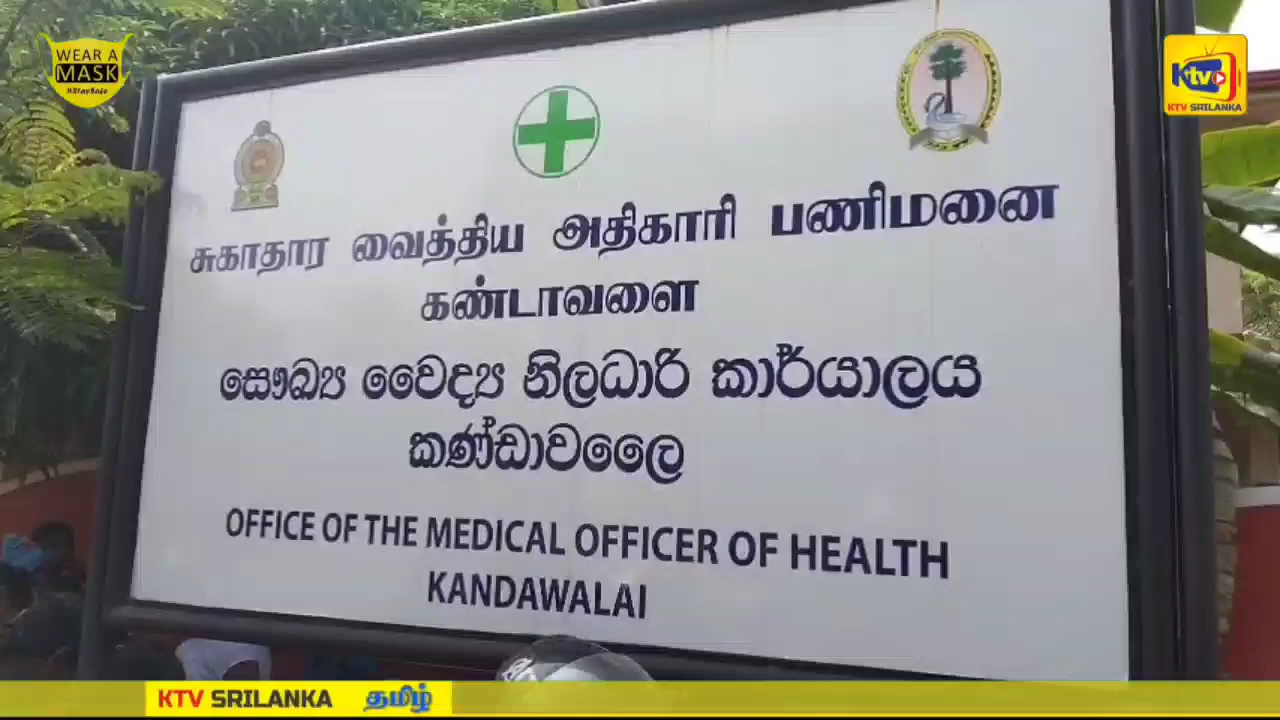 WEAR A
MASK
#StaySafe
Ktv
KTV SRILANKA
சுகாதார வைத்திய அதிகாரி பணிமனை
கண்டாவளை
සෞඛ්‍ය වෛද්‍ය නිලධාරි කාර්යාලය
කණ්ඩාවලෛ
OFFICE OF THE MEDICAL OFFICER OF HEALTH
KANDAWALAI
KTV SRILANKA தமிழ்